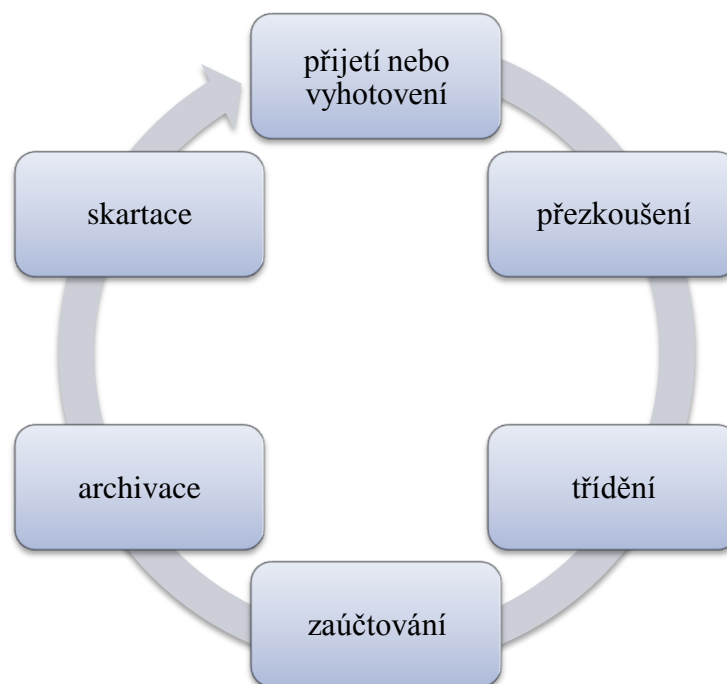 přijetí nebo
vyhotovení
přezkoušení
třídění
zaúčtování
archivace
skartace